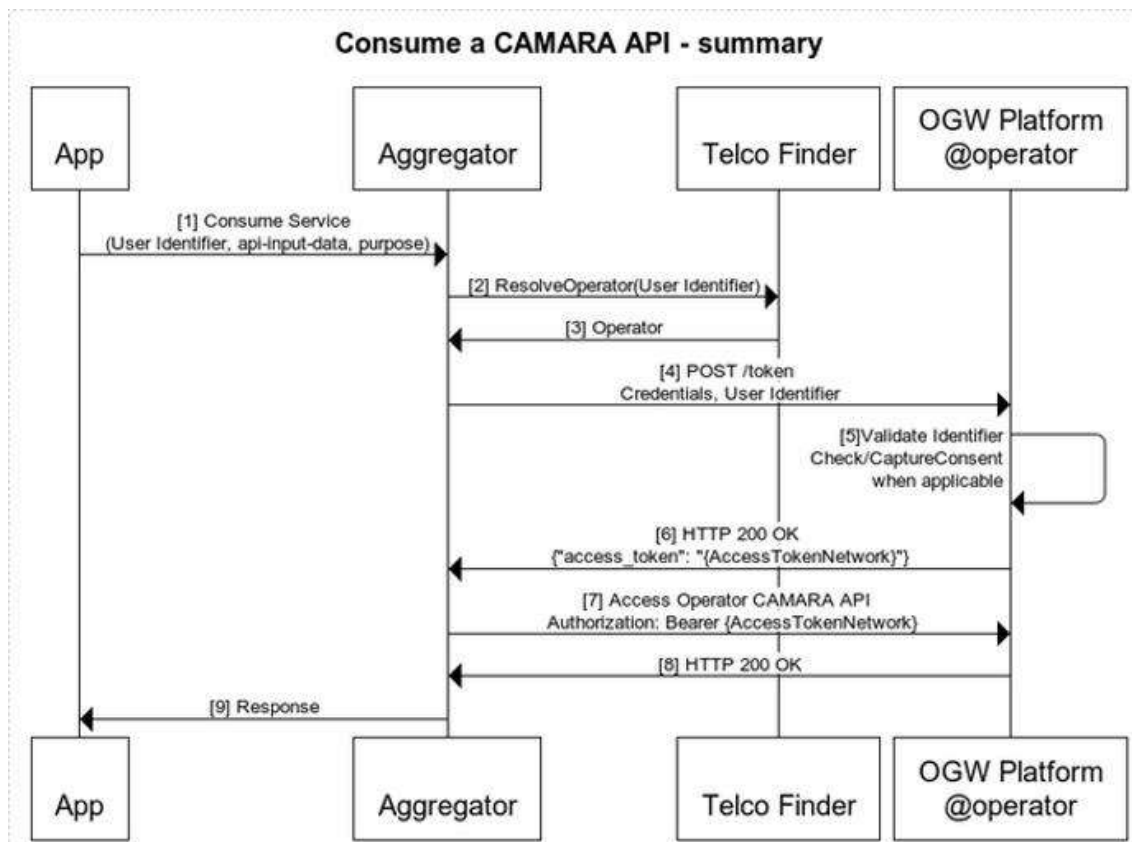 Consume a CAMARA API - summary
App
Aggregator
Telco Finder
OGW Platform
@operator
[1] Consume Service
(User Identifier, api-input-data, purpose)
[2] ResolveOperator(User Identifier)
[3] Operator
[4] POST /token
Credentials, User Identifier
[5]Validate Identifier
Check/CaptureConsent
when applicable
[6] HTTP 200 OK
{"access_token": "{AccessTokenNetwork}"}
[7] Access Operator CAMARA API
Authorization: Bearer {AccessTokenNetwork}
[8] HTTP 200 OK
[9] Response
App
Aggregator
Telco Finder
OGW Platform
@operator